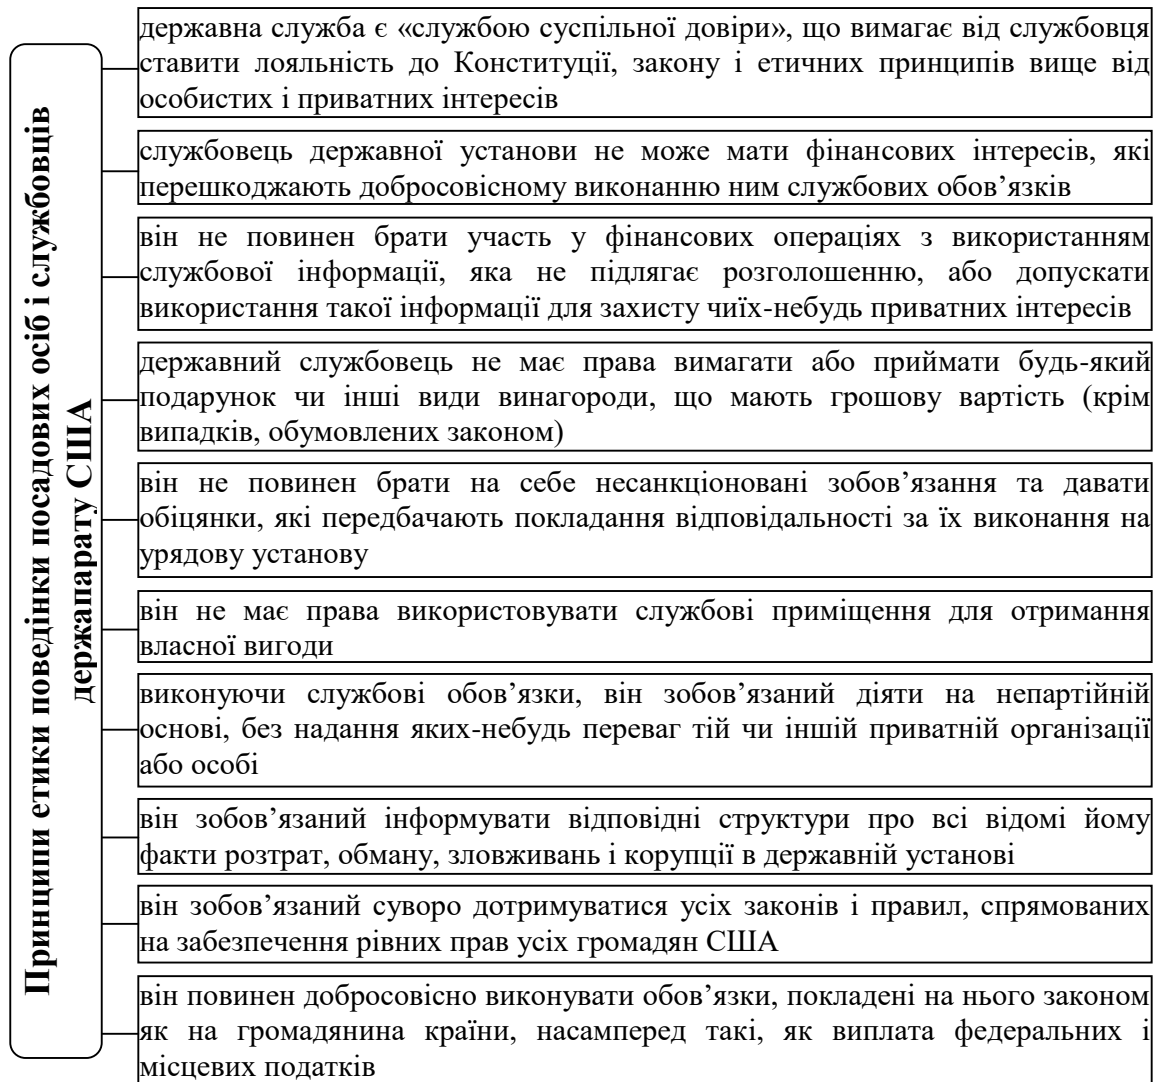 Принципи етики поведінки посадових осіб і службовців
держапарату США
державна служба є «службою суспільної довіри», що вимагає від службовця
ставити лояльність до Конституції, закону і етичних принципів вище від
особистих і приватних інтересів
службовець державної установи не може мати фінансових інтересів, які
перешкоджають добросовісному виконанню ним службових обов’язків
він не повинен брати участь у фінансових операціях з використанням
службової інформації, яка не підлягає розголошенню, або допускати
використання такої інформації для захисту чиїх-небудь приватних інтересів
державний службовець не має права вимагати або приймати будь-який
подарунок чи інші види винагороди, що мають грошову вартість (крім
випадків, обумовлених законом)
він не повинен брати на себе несанкціоновані зобов’язання та давати
обіцянки, які передбачають покладання відповідальності за їх виконання на
урядову установу
він не має права використовувати службові приміщення для отримання
власної вигоди
виконуючи службові обов’язки, він зобов’язаний діяти на непартійній
основі, без надання яких-небудь переваг тій чи іншій приватній організації
або особі
він зобов’язаний інформувати відповідні структури про всі відомі йому
факти розтрат, обману, зловживань і корупції в державній установі
він зобов’язаний суворо дотримуватися усіх законів і правил, спрямованих
на забезпечення рівних прав усіх громадян США
він повинен добросовісно виконувати обов’язки, покладені на нього законом
як на громадянина країни, насамперед такі, як виплата федеральних і
місцевих податків